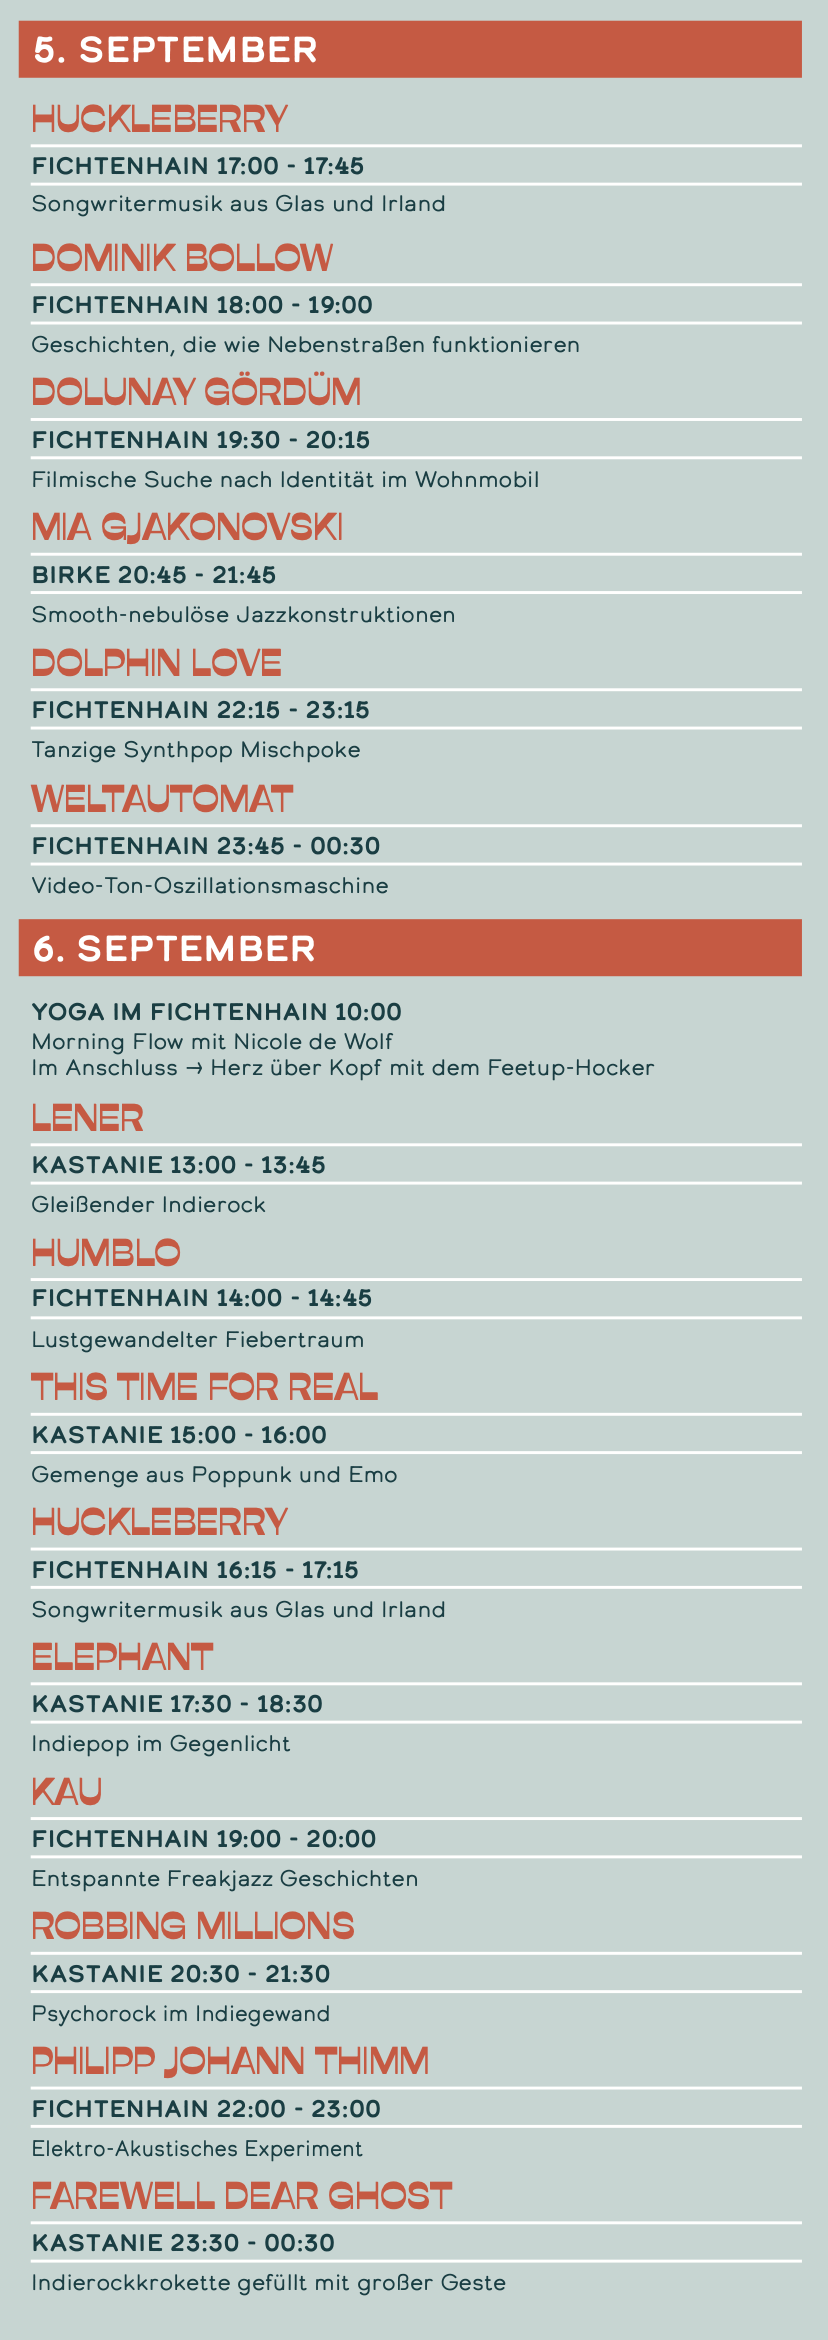 5. SEPTEMBER
HUCKLEBERRY
FICHTENHAIN 17:00 - 17:45
Songwritermusik aus Glas und Irland
DOMINIK BOLLOW
FICHTENHAIN 18:00 - 19:00
Geschichten, die wie Nebenstraßen funktionieren
DOLUNAY GÖRDÜM
FICHTENHAIN 19:30 - 20:15
Filmische Suche nach Identität im Wohnmobil
MIA GJAKONOVSKI
BIRKE 20:45 - 21:45
Smooth-nebulöse Jazzkonstruktionen
DOLPHIN LOVE
FICHTENHAIN 22:15 - 23:15
Tanzige Synthpop Mischpoke
WELTAUTOMAT
FICHTENHAIN 23:45 - 00:30
Video-Ton-Oszillationsmaschine
6. SEPTEMBER
YOGA IM FICHTENHAIN 10:00
Morning Flow mit Nicole de Wolf
Im Anschluss → Herz über Kopf mit dem Feetup-Hocker
LENER
KASTANIE 13:00 - 13:45
Gleißender Indierock
HUMBLO
FICHTENHAIN 14:00 - 14:45
Lustgewandelter Fiebertraum
THIS TIME FOR REAL
KASTANIE 15:00 - 16:00
Gemenge aus Poppunk und Emo
HUCKLEBERRY
FICHTENHAIN 16:15 - 17:15
Songwritermusik aus Glas und Irland
ELEPHANT
KASTANIE 17:30 - 18:30
Indiepop im Gegenlicht
KAU
FICHTENHAIN 19:00 - 20:00
Entspannte Freakjazz Geschichten
ROBBING MILLIONS
KASTANIE 20:30 - 21:30
Psychorock im Indiegewand
PHILIPP JOHANN THIMM
FICHTENHAIN 22:00 - 23:00
Elektro-Akustisches Experiment
FAREWELL DEAR GHOST
KASTANIE 23:30 - 00:30
Indierockkrokette gefüllt mit großer Geste